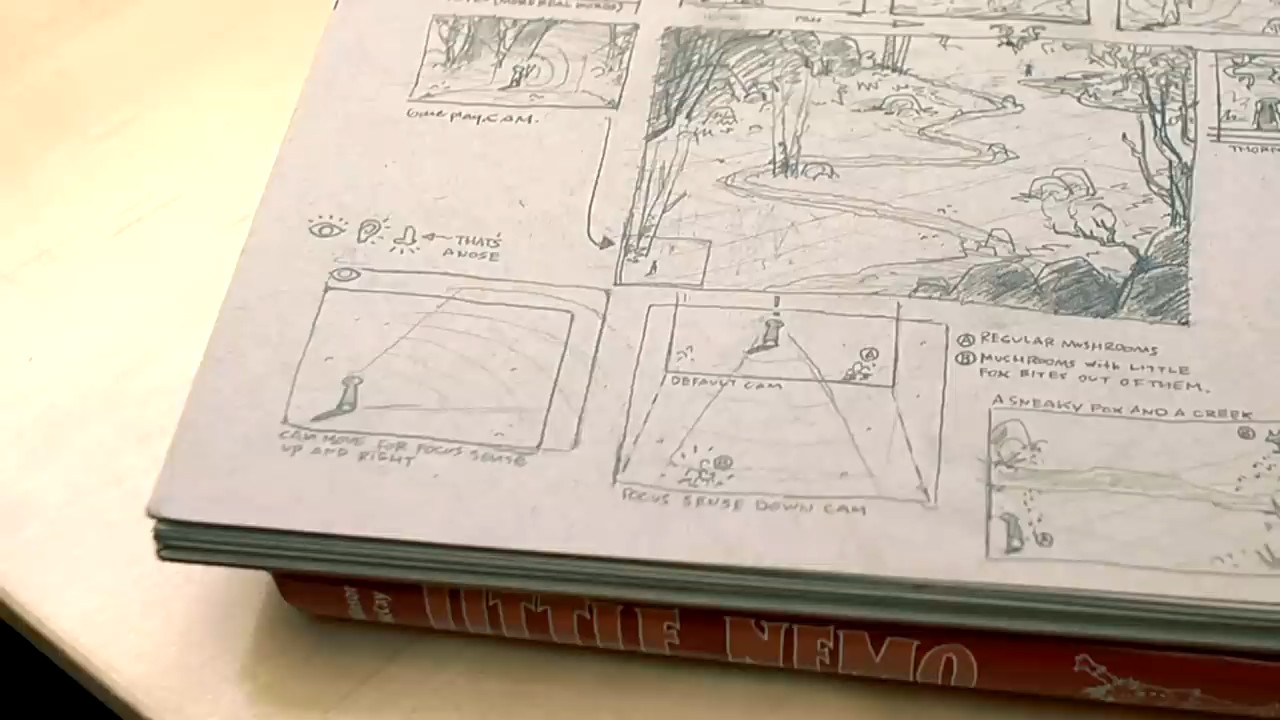 PAN
GAMEPLAY CAM.
THAT'S
A NOSE
CAM MOVE FOR FOCUS SENSE
UP AND RIGHT
!
A
DEFAULT CAM
B
FOCUS SENSE DOWN CAM
A REGULAR MUSHROOMS
B MUSHROOMS WITH LITTLE
FOX BITES OUT OF THEM.
A SNEAKY FOX AND A CREEK
B
A
LITTLE NEMO